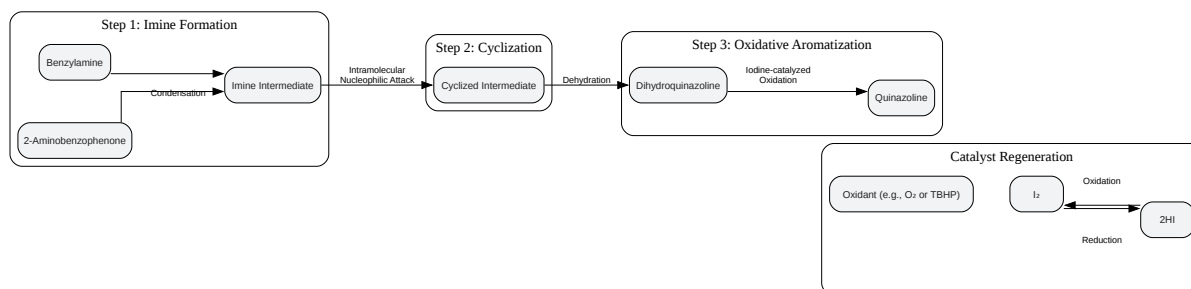 Step 1: Imine Formation
Benzylamine
Condensation
2-Aminobenzophenone
Imine Intermediate
Intramolecular
Nucleophilic Attack
Step 2: Cyclization
Cyclized Intermediate
Dehydration
Step 3: Oxidative Aromatization
Dihydroquinazoline
Iodine-catalyzed
Oxidation
Quinazoline
Catalyst Regeneration
Oxidant (e.g., O₂ or TBHP)
I₂
Oxidation
2HI
Reduction